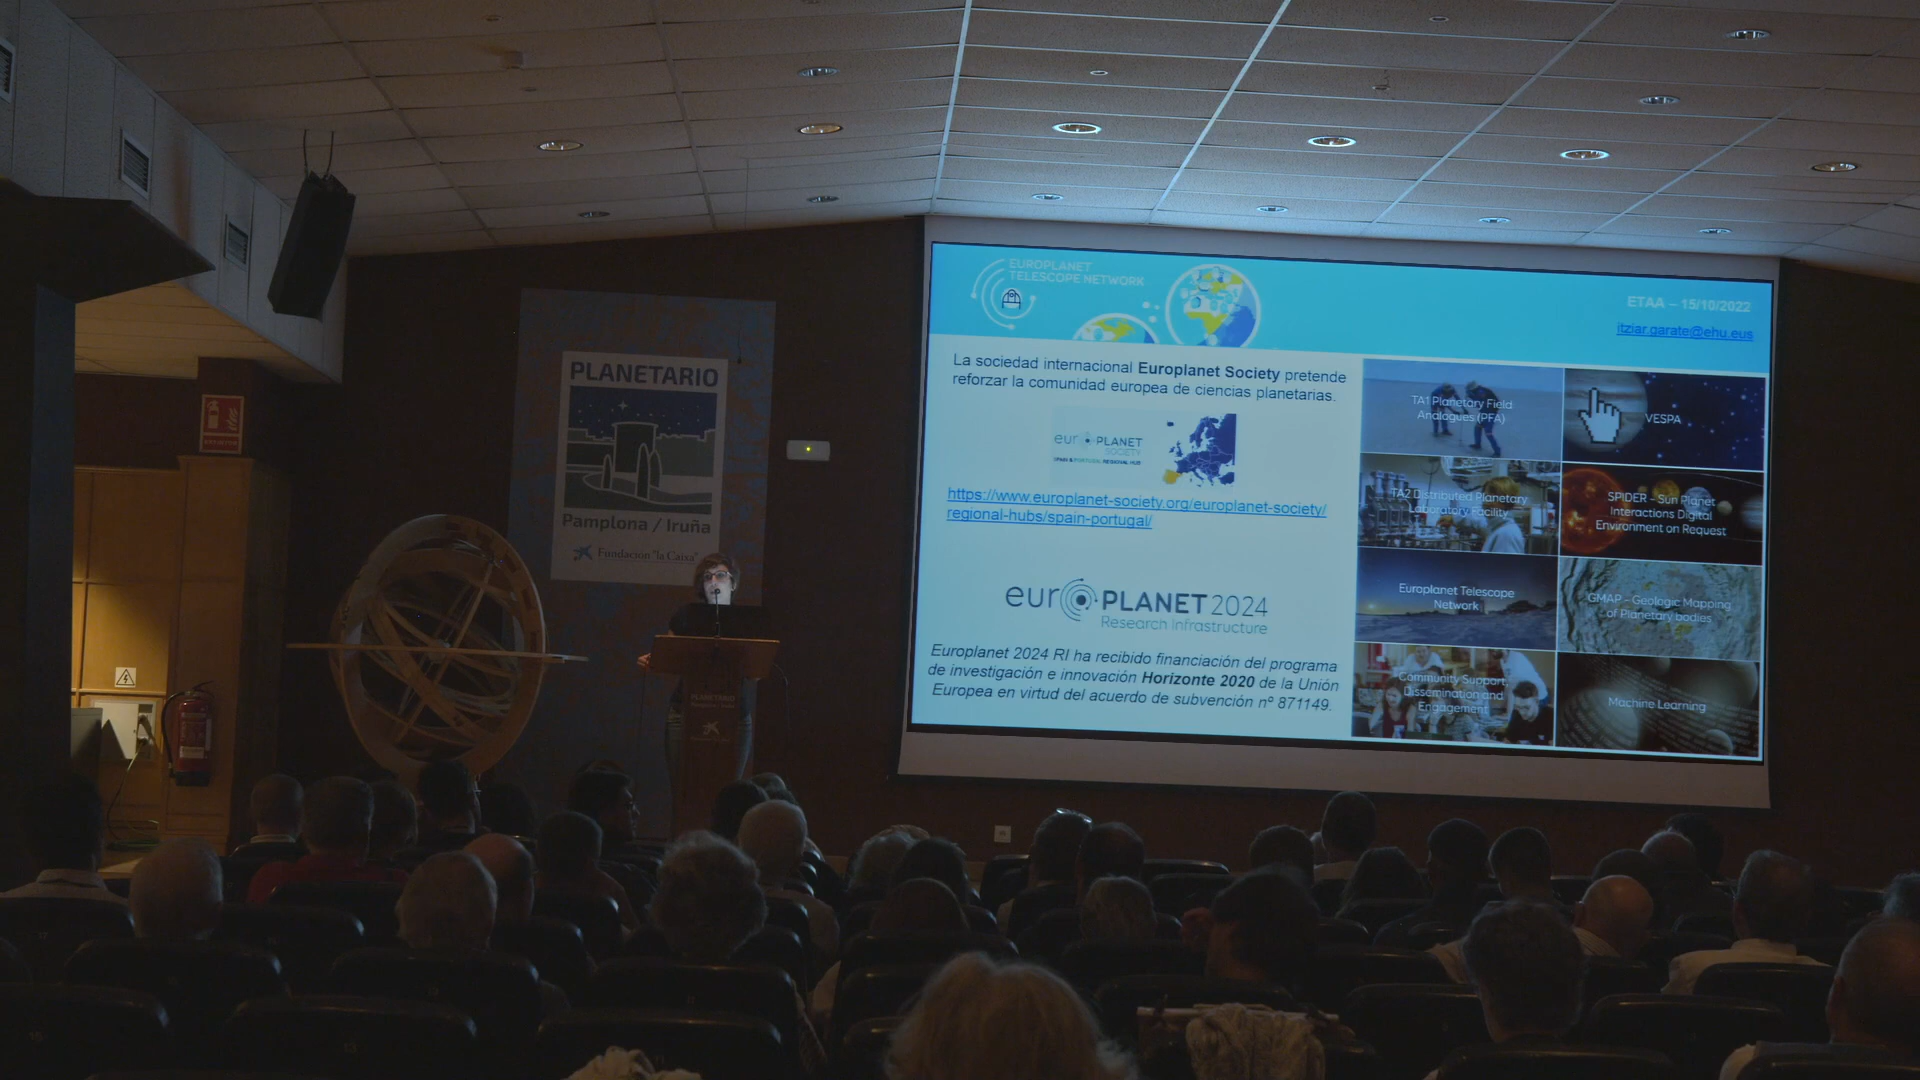 PLANETARIO
Pamplona / Iruña
Fundación "la Caixa"
PLANETARIO
EUROPLANET
TELESCOPE NETWORK
ETAA – 15/10/2022
itziar.garate@ehu.eus
La sociedad internacional Europlanet Society pretende
reforzar la comunidad europea de ciencias planetarias.
europlanet
SOCIETY
SPAIN & PORTUGAL REGIONAL HUB
https://www.europlanet-society.org/europlanet-society/
regional-hubs/spain-portugal/
euroPLANET 2024
Research Infrastructure
Europlanet 2024 RI ha recibido financiación del programa
de investigación e innovación Horizonte 2020 de la Unión
Europea en virtud del acuerdo de subvención nº 871149.
TA1 Planetary Field
Analogues (PFA)
VESPA
TA2 Distributed Planetary
Laboratory Facility
SPIDER – Sun Planet
Interactions Digital
Environment on Request
Europlanet Telescope
Network
GMAP – Geologic Mapping
of Planetary bodies
Community Support,
Dissemination and
Engagement
Machine Learning